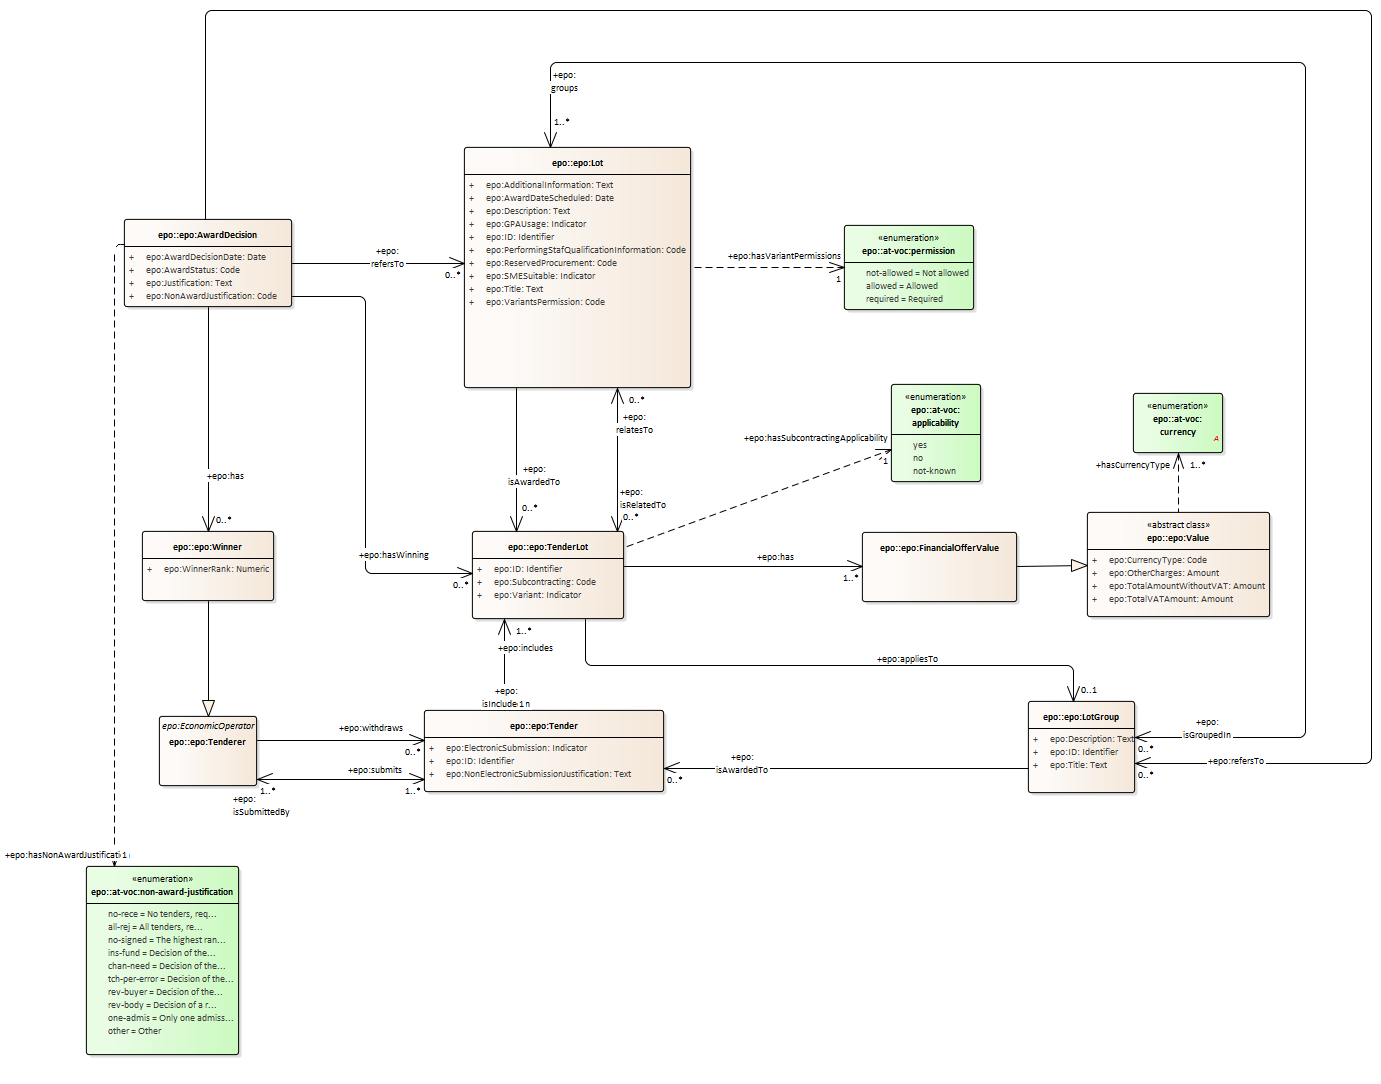 +epo:
groups
1..*
epo::epo:Lot
+ epo:AdditionalInformation: Text
+ epo:AwardDateScheduled: Date
+ epo:Description: Text
+ epo:GPAUsage: Indicator
+ epo:ID: Identifier
+ epo:PerformingStafQualificationInformation: Code
+ epo:ReservedProcurement: Code
+ epo:SMESuitable: Indicator
+ epo:Title: Text
+ epo:VariantsPermission: Code
epo::epo:AwardDecision
+ epo:AwardDecisionDate: Date
+ epo:AwardStatus: Code
+ epo:Justification: Text
+ epo:NonAwardJustification: Code
+epo:
refersTo
0..*
+epo:hasVariantPermissions
1
«enumeration»
epo::at-voc:permission
not-allowed = Not allowed
allowed = Allowed
required = Required
0..*
+epo:
relatesTo
+epo:hasSubcontractingApplicability
1
«enumeration»
epo::at-voc:
applicability
yes
no
not-known
«enumeration»
epo::at-voc:
currency
A
+hasCurrencyType
1..*
+epo:has
0..*
+epo:
isAwardedTo
0..*
+epo:
isRelatedTo
0..*
epo::epo:Winner
+ epo:WinnerRank: Numeric
+epo:hasWinning
0..*
epo::epo:TenderLot
+ epo:ID: Identifier
+ epo:Subcontracting: Code
+ epo:Variant: Indicator
+epo:has
1..*
epo::epo:FinancialOfferValue
«abstract class»
epo::epo:Value
+ epo:CurrencyType: Code
+ epo:OtherCharges: Amount
+ epo:TotalAmountWithoutVAT: Amount
+ epo:TotalVATAmount: Amount
1..*
+epo:includes
+epo:
isInclude 1 n
+epo:appliesTo
0..1
epo:EconomicOperator
epo::epo:Tenderer
+epo:withdraws
0..*
+epo:submits
1..*
1..*
+epo:
isSubmittedBy
epo::epo:Tender
+ epo:ElectronicSubmission: Indicator
+ epo:ID: Identifier
+ epo:NonElectronicSubmissionJustification: Text
+epo:
isAwardedTo
0..*
epo::epo:LotGroup
+ epo:Description: Text
+ epo:ID: Identifier
+ epo:Title: Text
+epo:
isGroupedIn
0..*
+epo:refersTo
0..*
+epo:hasNonAwardJustificati 1
«enumeration»
epo::at-voc:non-award-justification
no-rece = No tenders, req...
all-rej = All tenders, re...
no-signed = The highest ran...
ins-fund = Decision of the...
chan-need = Decision of the...
tch-per-error = Decision of the...
rev-buyer = Decision of the...
rev-body = Decision of a r...
one-admis = Only one admiss...
other = Other